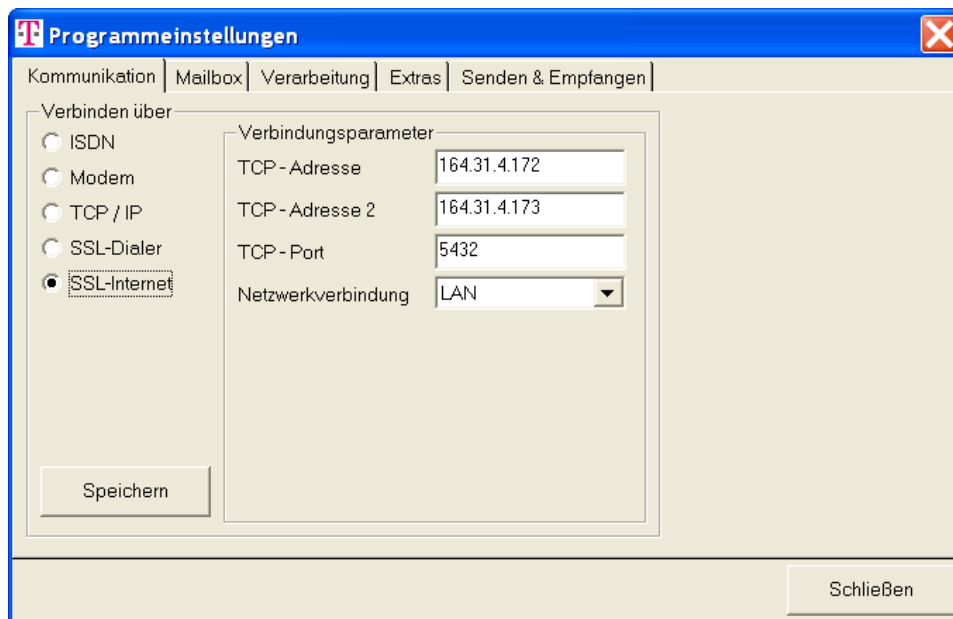 T Programmeinstellungen
Kommunikation Mailbox Verarbeitung Extras Senden & Empfangen
Verbinden über
ISDN
Modem
TCP / IP
SSL-Dialer
SSL-Internet
Speichern
Verbindungsparameter
TCP - Adresse 164.31.4.172
TCP - Adresse 2 164.31.4.173
TCP - Port 5432
Netzwerkverbindung LAN
Schließen